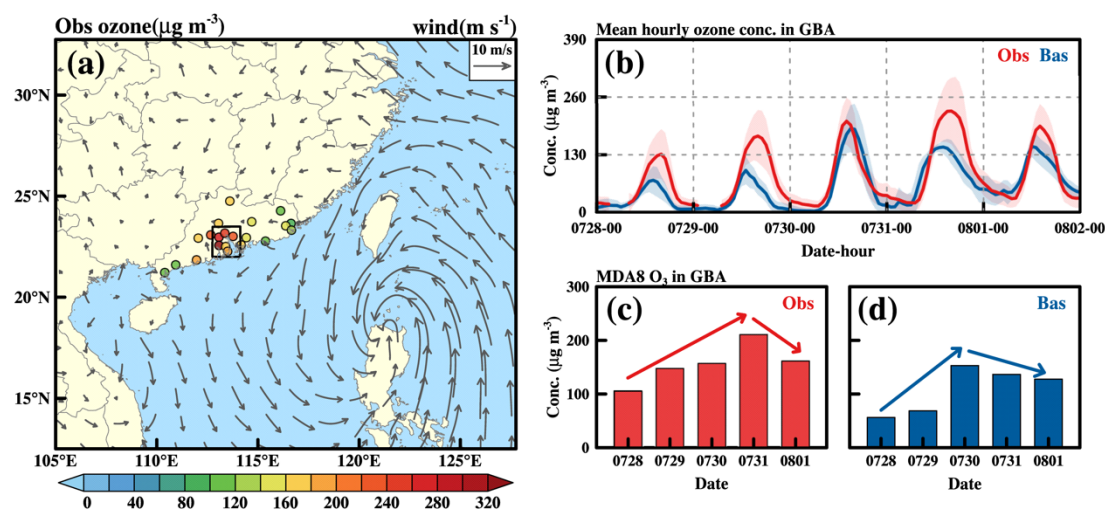 Obs ozone(μg m⁻³) wind(m s⁻¹)
10 m/s
(a)
30°N
25°N
20°N
15°N
105°E 110°E 115°E 120°E 125°E
0 40 80 120 160 200 240 280 320
Mean hourly ozone conc. in GBA
(b)
Obs Bas
Conc. (μg m⁻³)
390
260
130
0
0728-00 0729-00 0730-00 0731-00 0801-00 0802-00
Date-hour
MDA8 O₃ in GBA
(c)
Obs
Conc. (μg m⁻³)
300
200
100
0
0728 0729 0730 0731 0801
Date
(d)
Bas
0728 0729 0730 0731 0801
Date